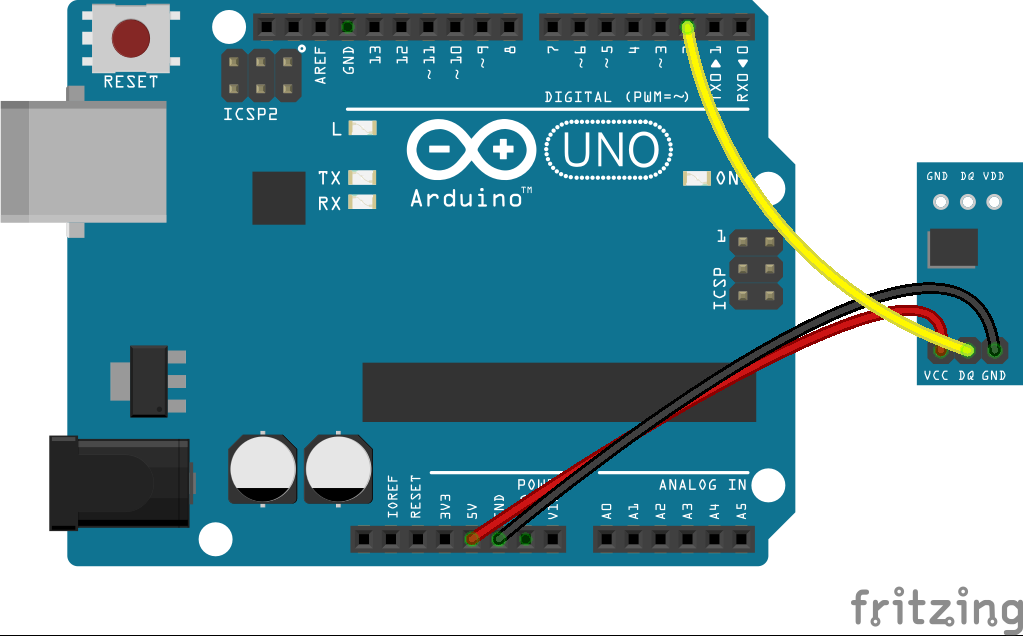 RESET
ICSP2
AREF
GND
13
12
~11
~10
~9
8
7
~6
~5
4
~3
2
TX0▶1
RX0◀0
DIGITAL (PWM=~)
L
TX
RX
Arduino™
UNO
ON
1
ICSP
GND DQ VDD
VCC DQ GND
IOREF
RESET
3V3
5V
GND
POWER
VIN
ANALOG IN
A0
A1
A2
A3
A4
A5
fritzing